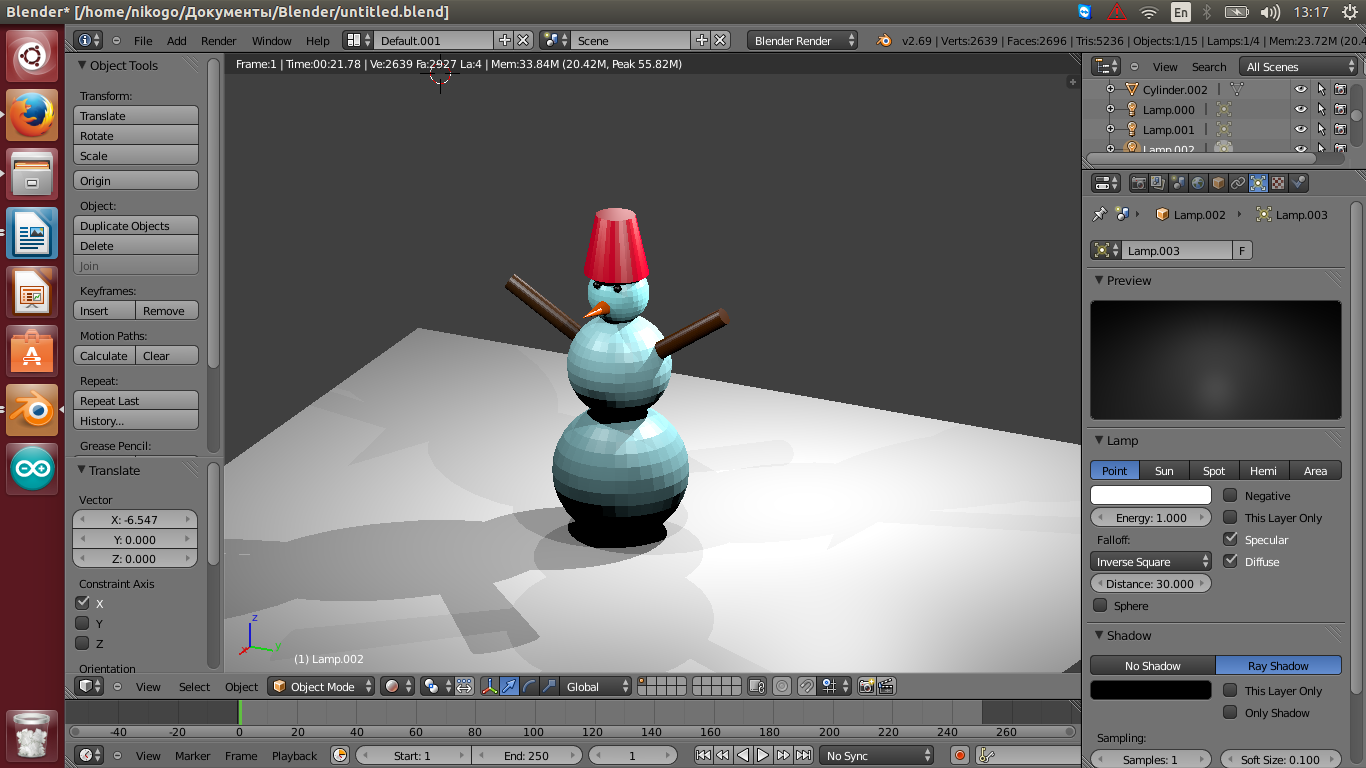 Blender* [/home/nikogo/Документы/Blender/untitled.blend]
En
13:17
File Add Render Window Help
Default.001
Scene
Blender Render
v2.69 | Verts:2639 | Faces:2696 | Tris:5236 | Objects:1/15 | Lamps:1/4 | Mem:23.72M (20.42M,
Object Tools
Transform:
Translate
Rotate
Scale
Origin
Object:
Duplicate Objects
Delete
Join
Keyframes:
Insert Remove
Motion Paths:
Calculate Clear
Repeat:
Repeat Last
History...
Grease Pencil:
Translate
Vector
X: -6.547
Y: 0.000
Z: 0.000
Constraint Axis
X
Y
Z
Orientation
Frame:1 | Time:00:21.78 | Ve:2639 Fa:2927 La:4 | Mem:33.84M (20.42M, Peak 55.82M)
z
y
x
(1) Lamp.002
View Select Object
Object Mode
Global
-40 -20 0 20 40 60 80 100 120 140 160 180 200 220 240 260
View Marker Frame Playback
Start: 1
End: 250
1
No Sync
View Search
All Scenes
Cylinder.002
Lamp.000
Lamp.001
Lamp.002
Lamp.002
Lamp.003
Lamp.003
F
Preview
Lamp
Point Sun Spot Hemi Area
Negative
Energy: 1.000
This Layer Only
Falloff:
Specular
Inverse Square
Diffuse
Distance: 30.000
Sphere
Shadow
No Shadow Ray Shadow
This Layer Only
Only Shadow
Sampling:
Samples: 1
Soft Size: 0.100